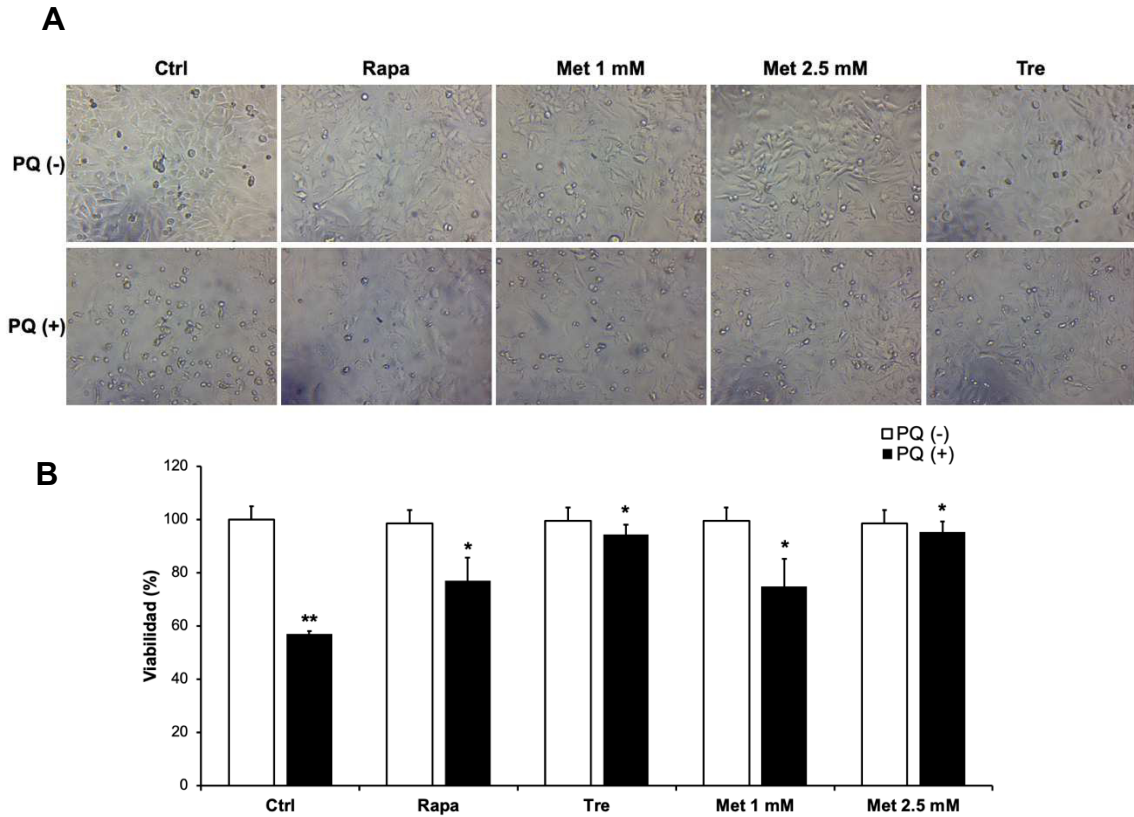 A
Ctrl Rapa Met 1 mM Met 2.5 mM Tre
PQ (-)
PQ (+)
B
PQ (-)
PQ (+)
Viabilidad (%)
120
100
80
60
40
20
0
**
*
*
*
*
Ctrl Rapa Tre Met 1 mM Met 2.5 mM